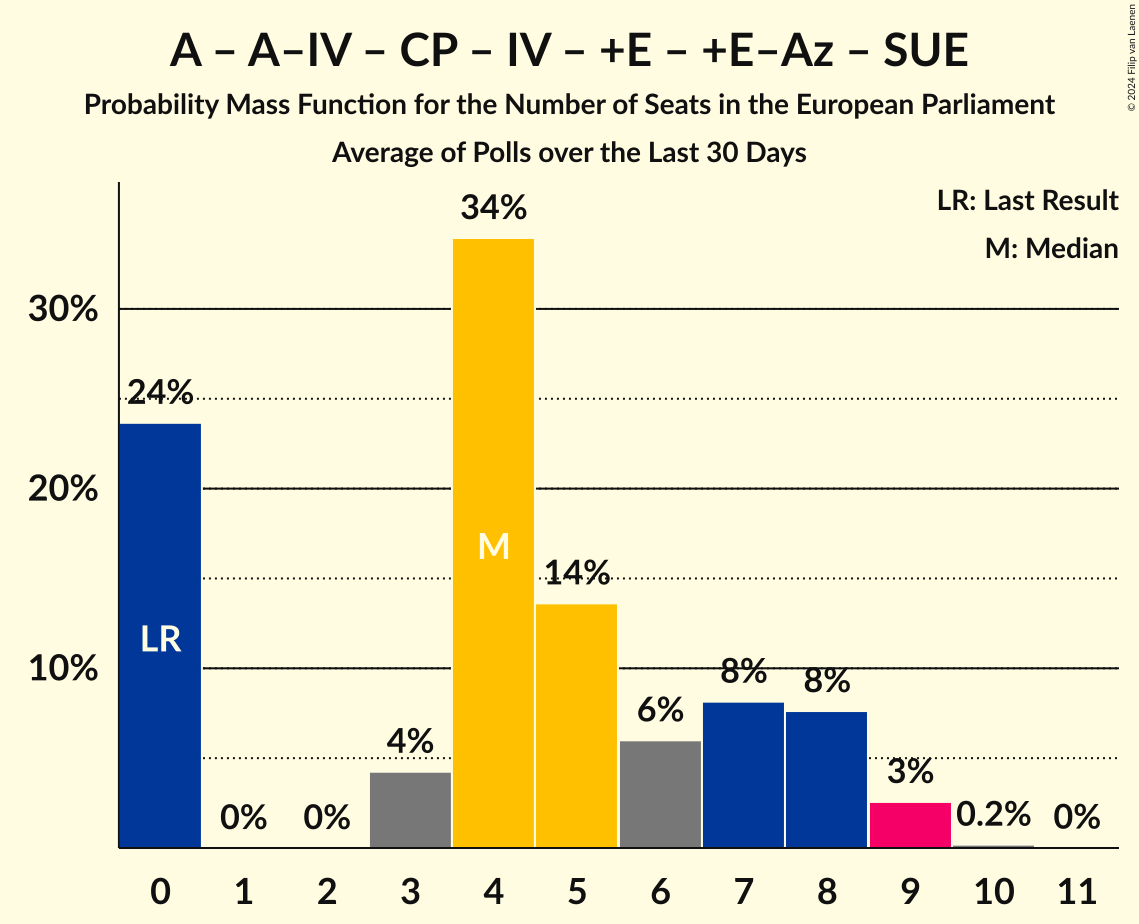 A – A–IV – CP – IV – +E – +E–Az – SUE
Probability Mass Function for the Number of Seats in the European Parliament
Average of Polls over the Last 30 Days
© 2024 Filip van Laenen
LR: Last Result
M: Median
34%
30%
24%
20%
M
14%
LR
10%
8%
8%
6%
4%
3%
0%
0%
0.2%
0%
0 1 2 3 4 5 6 7 8 9 10 11